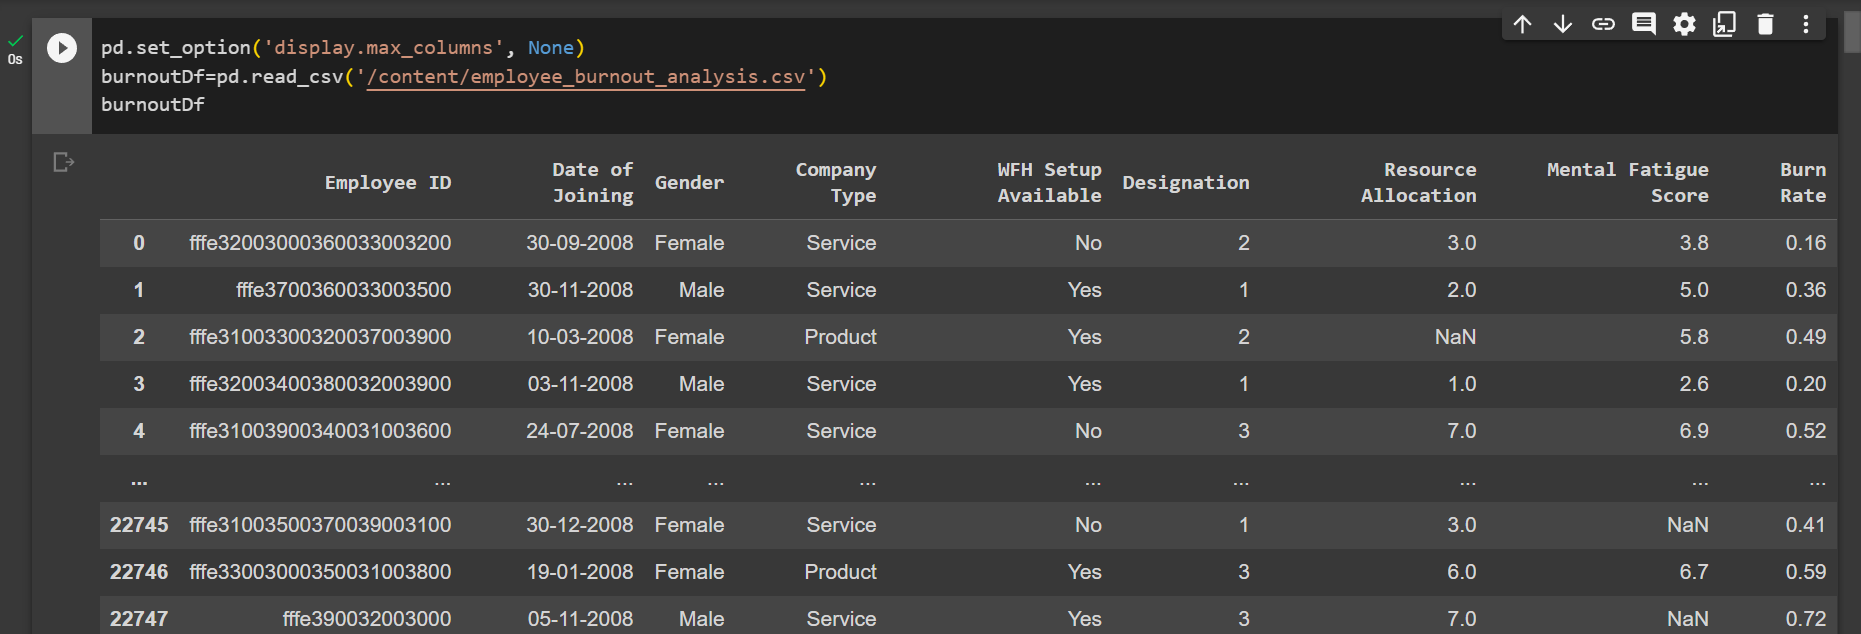 pd.set_option('display.max_columns', None)
0s
burnoutDf=pd.read_csv('/content/employee_burnout_analysis.csv')
burnoutDf
Employee ID Date of Joining Gender Company Type WFH Setup Available Designation Resource Allocation Mental Fatigue Score Burn Rate
0 fffe32003000360033003200 30-09-2008 Female Service No 2 3.0 3.8 0.16
1 fffe3700360033003500 30-11-2008 Male Service Yes 1 2.0 5.0 0.36
2 fffe31003300320037003900 10-03-2008 Female Product Yes 2 NaN 5.8 0.49
3 fffe32003400380032003900 03-11-2008 Male Service Yes 1 1.0 2.6 0.20
4 fffe31003900340031003600 24-07-2008 Female Service No 3 7.0 6.9 0.52
... ... ... ... ... ... ... ... ... ...
22745 fffe31003500370039003100 30-12-2008 Female Service No 1 3.0 NaN 0.41
22746 fffe33003000350031003800 19-01-2008 Female Product Yes 3 6.0 6.7 0.59
22747 fffe390032003000 05-11-2008 Male Service Yes 3 7.0 NaN 0.72